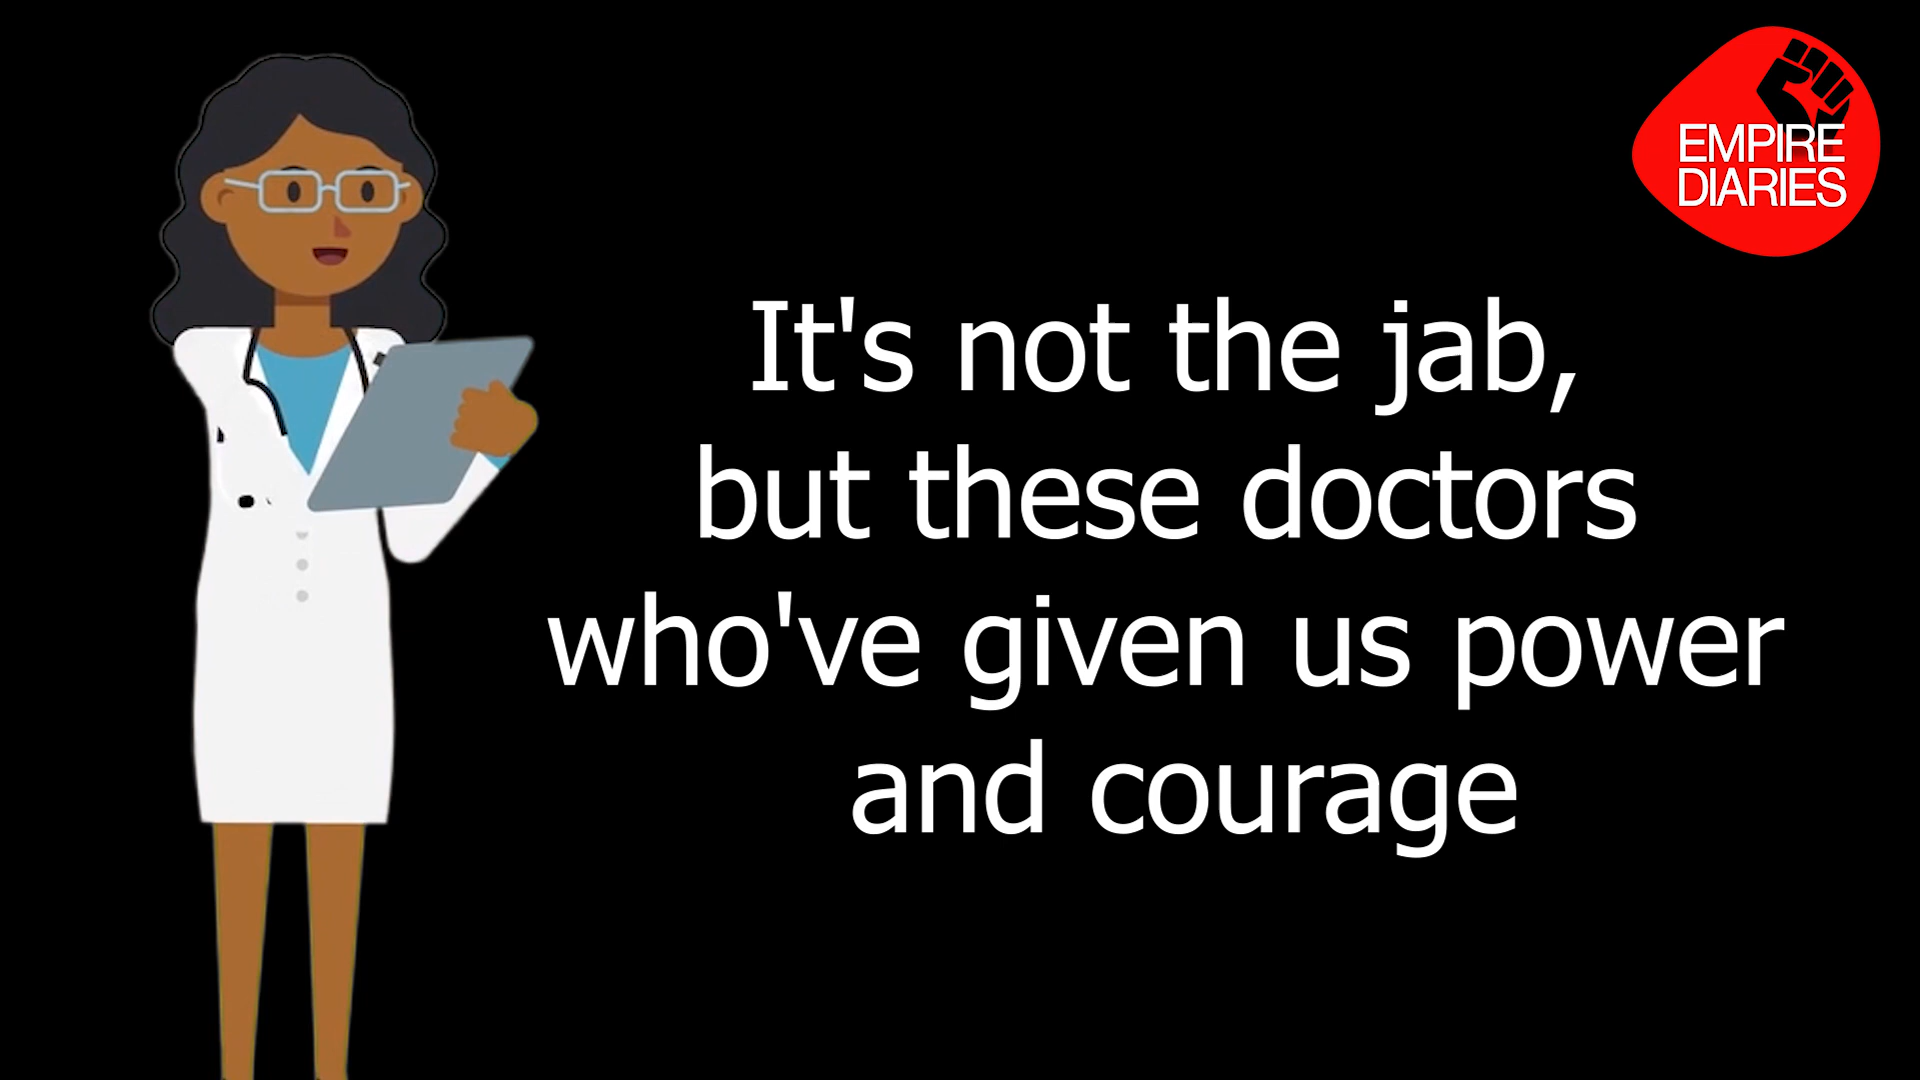 EMPIRE
DIARIES
It's not the jab,
but these doctors
who've given us power
and courage